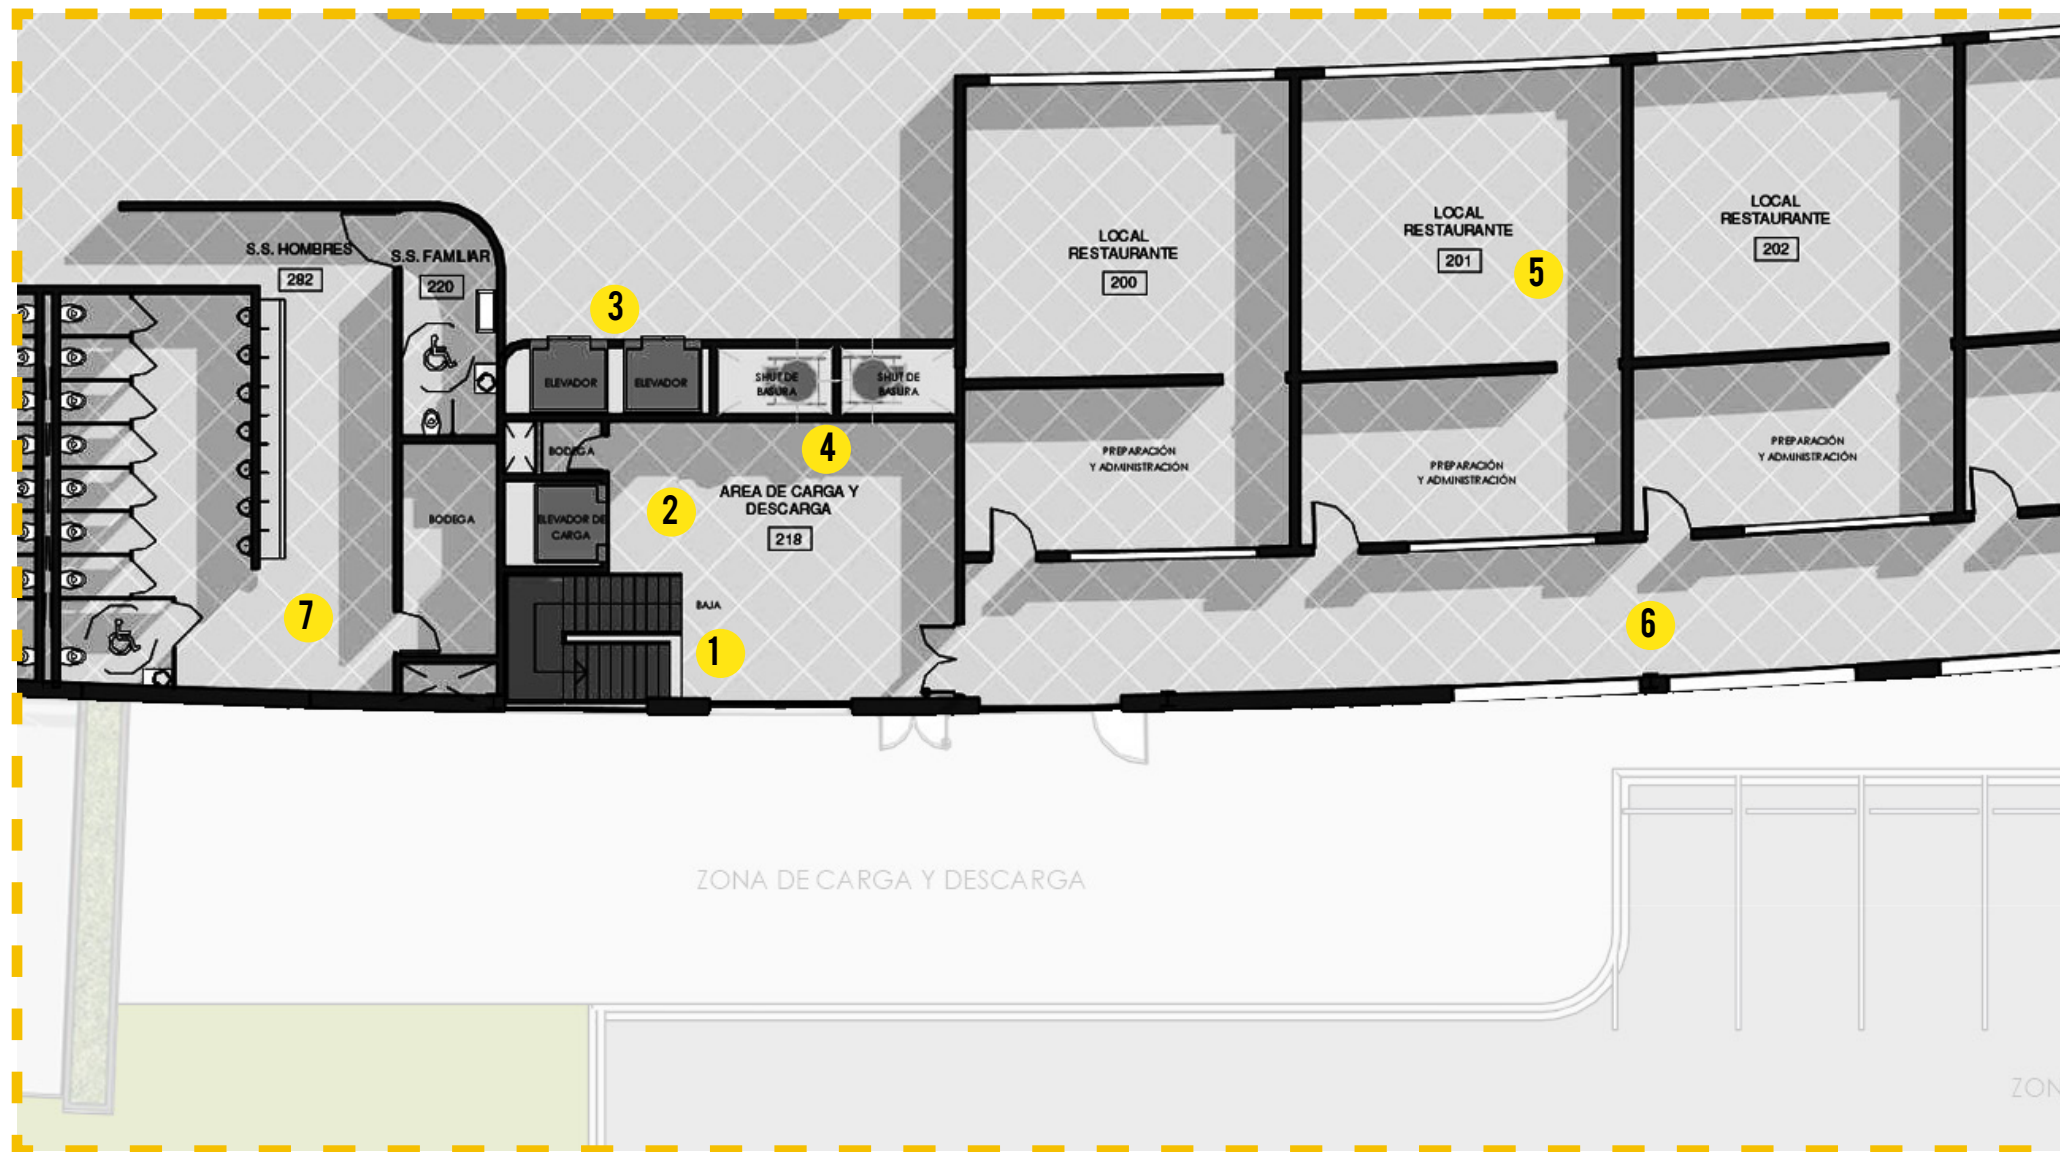 S.S. HOMBRES
282
S.S. FAMILIAR
220
3
ELEVADOR
ELEVADOR
SHUT DE
BASURA
SHUT DE
BASURA
LOCAL
RESTAURANTE
200
LOCAL
RESTAURANTE
201
5
LOCAL
RESTAURANTE
202
BODEGA
4
2
AREA DE CARGA Y
DESCARGA
218
ELEVADOR DE
CARGA
BODEGA
PREPARACIÓN
Y ADMINISTRACIÓN
PREPARACIÓN
Y ADMINISTRACIÓN
PREPARACIÓN
Y ADMINISTRACIÓN
7
BAJA
1
6
ZONA DE CARGA Y DESCARGA
ZON